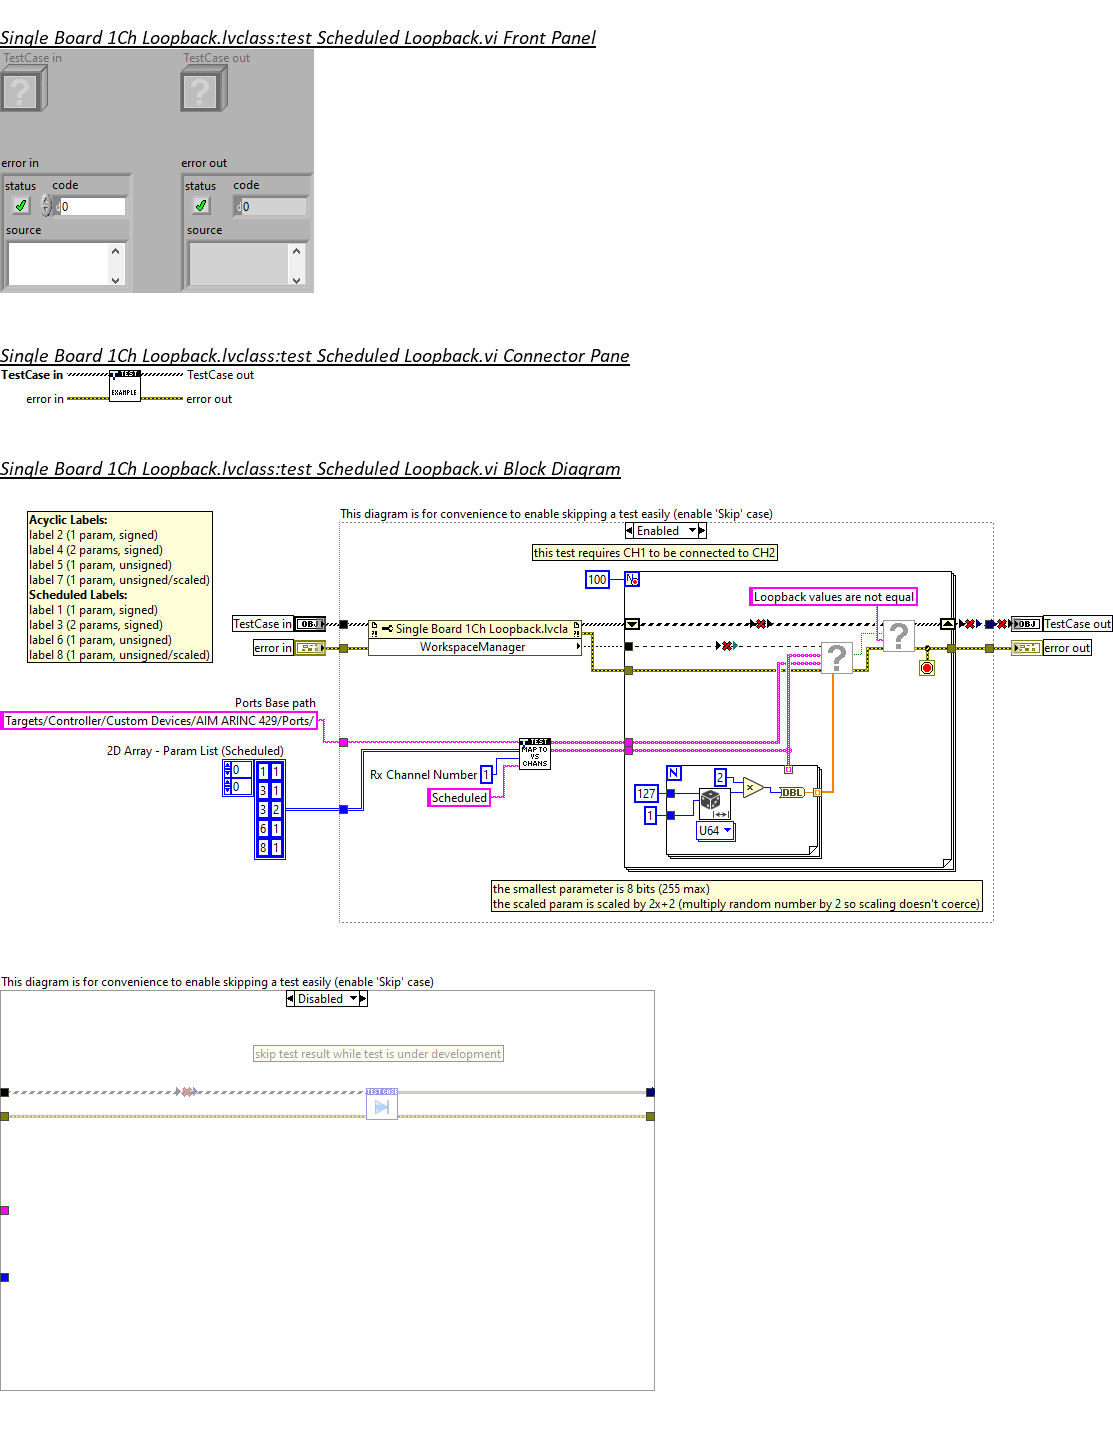 Single Board 1Ch Loopback.lvclass:test Scheduled Loopback.vi Front Panel
TestCase in
TestCase out
?
?
error in
error out
status
code
status
code
0
0
source
source
Single Board 1Ch Loopback.lvclass:test Scheduled Loopback.vi Connector Pane
TestCase in
TEST
TestCase out
error in
EXAMPLE
error out
Single Board 1Ch Loopback.lvclass:test Scheduled Loopback.vi Block Diagram
Acyclic Labels:
label 2 (1 param, signed)
label 4 (2 params, signed)
label 5 (1 param, unsigned)
label 7 (1 param, unsigned/scaled)
Scheduled Labels:
label 1 (1 param, signed)
label 3 (2 params, signed)
label 6 (1 param, unsigned)
label 8 (1 param, unsigned/scaled)
This diagram is for convenience to enable skipping a test easily (enable 'Skip' case)
Enabled
this test requires CH1 to be connected to CH2
100
N
Loopback values are not equal
TestCase in
OBJ
Single Board 1Ch Loopback.lvcla
?
OBJ
TestCase out
error in
WorkspaceManager
?
error out
Ports Base path
Targets/Controller/Custom Devices/AIM ARINC 429/Ports/
2D Array - Param List (Scheduled)
0
0
1 1
3 1
3 2
6 1
8 1
TEST
MAP TO
VS
CHANS
Rx Channel Number
1
Scheduled
N
2
127
1
x
DBL
U64
the smallest parameter is 8 bits (255 max)
the scaled param is scaled by 2x+2 (multiply random number by 2 so scaling doesn't coerce)
This diagram is for convenience to enable skipping a test easily (enable 'Skip' case)
Disabled
skip test result while test is under development
TEST CASE